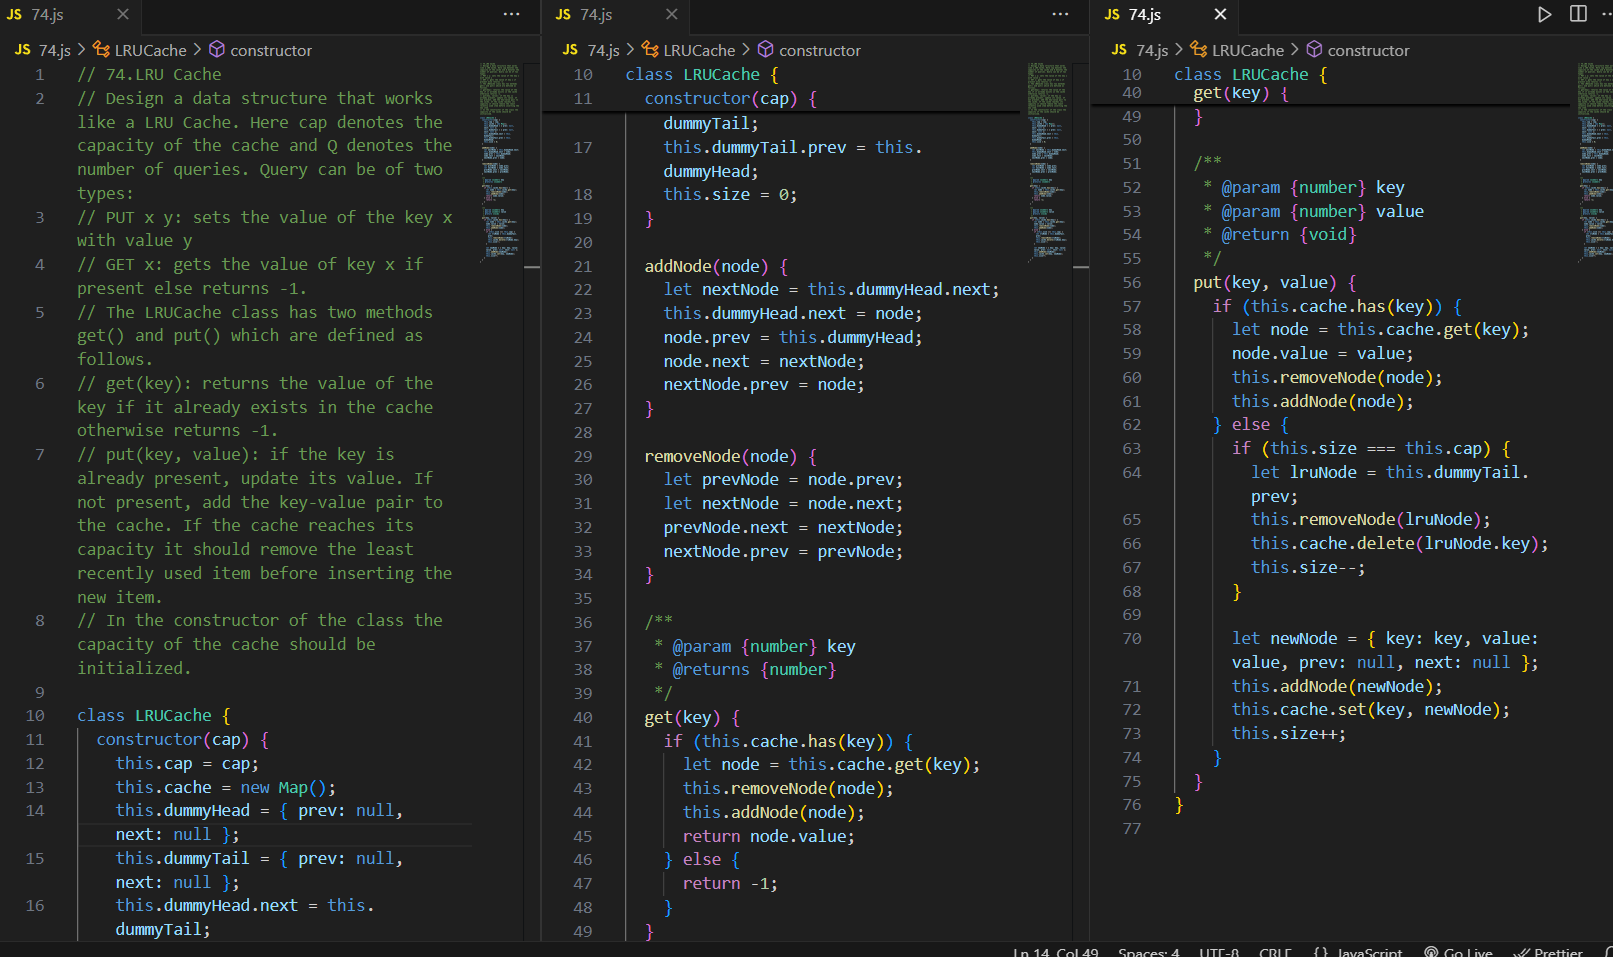 JS 74.js
JS 74.js > LRUCache > constructor
1 // 74.LRU Cache
2 // Design a data structure that works
like a LRU Cache. Here cap denotes the
capacity of the cache and Q denotes the
number of queries. Query can be of two
types:
3 // PUT x y: sets the value of the key x
with value y
4 // GET x: gets the value of key x if
present else returns -1.
5 // The LRUCache class has two methods
get() and put() which are defined as
follows.
6 // get(key): returns the value of the
key if it already exists in the cache
otherwise returns -1.
7 // put(key, value): if the key is
already present, update its value. If
not present, add the key-value pair to
the cache. If the cache reaches its
capacity it should remove the least
recently used item before inserting the
new item.
8 // In the constructor of the class the
capacity of the cache should be
initialized.
9
10 class LRUCache {
11 constructor(cap) {
12 this.cap = cap;
13 this.cache = new Map();
14 this.dummyHead = { prev: null,
next: null };
15 this.dummyTail = { prev: null,
next: null };
16 this.dummyHead.next = this.
dummyTail;
JS 74.js
JS 74.js > LRUCache > constructor
10 class LRUCache {
11 constructor(cap) {
dummyTail;
17 this.dummyTail.prev = this.
dummyHead;
18 this.size = 0;
19 }
20
21 addNode(node) {
22 let nextNode = this.dummyHead.next;
23 this.dummyHead.next = node;
24 node.prev = this.dummyHead;
25 node.next = nextNode;
26 nextNode.prev = node;
27 }
28
29 removeNode(node) {
30 let prevNode = node.prev;
31 let nextNode = node.next;
32 prevNode.next = nextNode;
33 nextNode.prev = prevNode;
34 }
35
36 /**
37 * @param {number} key
38 * @returns {number}
39 */
40 get(key) {
41 if (this.cache.has(key)) {
42 let node = this.cache.get(key);
43 this.removeNode(node);
44 this.addNode(node);
45 return node.value;
46 } else {
47 return -1;
48 }
49 }
JS 74.js
JS 74.js > LRUCache > constructor
10 class LRUCache {
40 get(key) {
49 }
50
51 /**
52 * @param {number} key
53 * @param {number} value
54 * @return {void}
55 */
56 put(key, value) {
57 if (this.cache.has(key)) {
58 let node = this.cache.get(key);
59 node.value = value;
60 this.removeNode(node);
61 this.addNode(node);
62 } else {
63 if (this.size === this.cap) {
64 let lruNode = this.dummyTail.
prev;
65 this.removeNode(lruNode);
66 this.cache.delete(lruNode.key);
67 this.size--;
68 }
69
70 let newNode = { key: key, value:
value, prev: null, next: null };
71 this.addNode(newNode);
72 this.cache.set(key, newNode);
73 this.size++;
74 }
75 }
76 }
77
Ln 14, Col 49 Spaces: 4 UTF-8 CRLF {} JavaScript Go Live Prettier